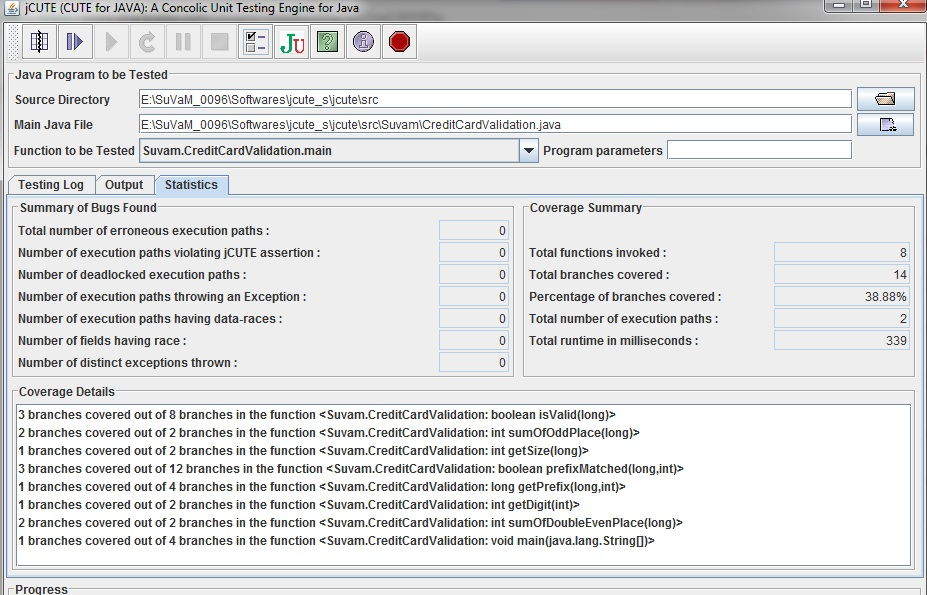 jCUTE (CUTE for JAVA): A Concolic Unit Testing Engine for Java
Java Program to be Tested
Source Directory E:\SuVaM_0096\Softwares\jcute_s\jcute\src
Main Java File E:\SuVaM_0096\Softwares\jcute_s\jcute\src\Suvam\CreditCardValidation.java
Function to be Tested Suvam.CreditCardValidation.main Program parameters
Testing Log Output Statistics
Summary of Bugs Found
Total number of erroneous execution paths : 0
Number of execution paths violating jCUTE assertion : 0
Number of deadlocked execution paths : 0
Number of execution paths throwing an Exception : 0
Number of execution paths having data-races : 0
Number of fields having race : 0
Number of distinct exceptions thrown : 0
Coverage Summary
Total functions invoked : 8
Total branches covered : 14
Percentage of branches covered : 38.88%
Total number of execution paths : 2
Total runtime in milliseconds : 339
Coverage Details
3 branches covered out of 8 branches in the function <Suvam.CreditCardValidation: boolean isValid(long)>
2 branches covered out of 2 branches in the function <Suvam.CreditCardValidation: int sumOfOddPlace(long)>
1 branches covered out of 2 branches in the function <Suvam.CreditCardValidation: int getSize(long)>
3 branches covered out of 12 branches in the function <Suvam.CreditCardValidation: boolean prefixMatched(long,int)>
1 branches covered out of 4 branches in the function <Suvam.CreditCardValidation: long getPrefix(long,int)>
1 branches covered out of 2 branches in the function <Suvam.CreditCardValidation: int getDigit(int)>
2 branches covered out of 2 branches in the function <Suvam.CreditCardValidation: int sumOfDoubleEvenPlace(long)>
1 branches covered out of 4 branches in the function <Suvam.CreditCardValidation: void main(java.lang.String[])>
Progress